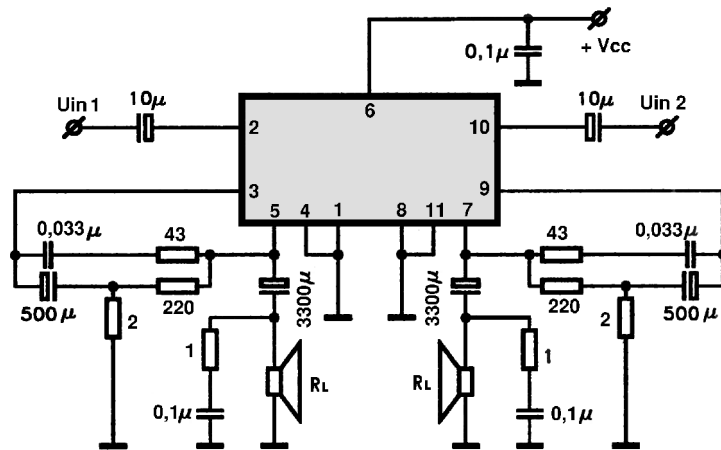 0,1µ
+ Vcc
Uin 1
10µ
6
10µ
Uin 2
2
10
3
9
5
4
1
8
11
7
0,033µ
43
43
0,033µ
500µ
220
3300µ
3300µ
220
500µ
2
2
1
1
RL
RL
0,1µ
0,1µ